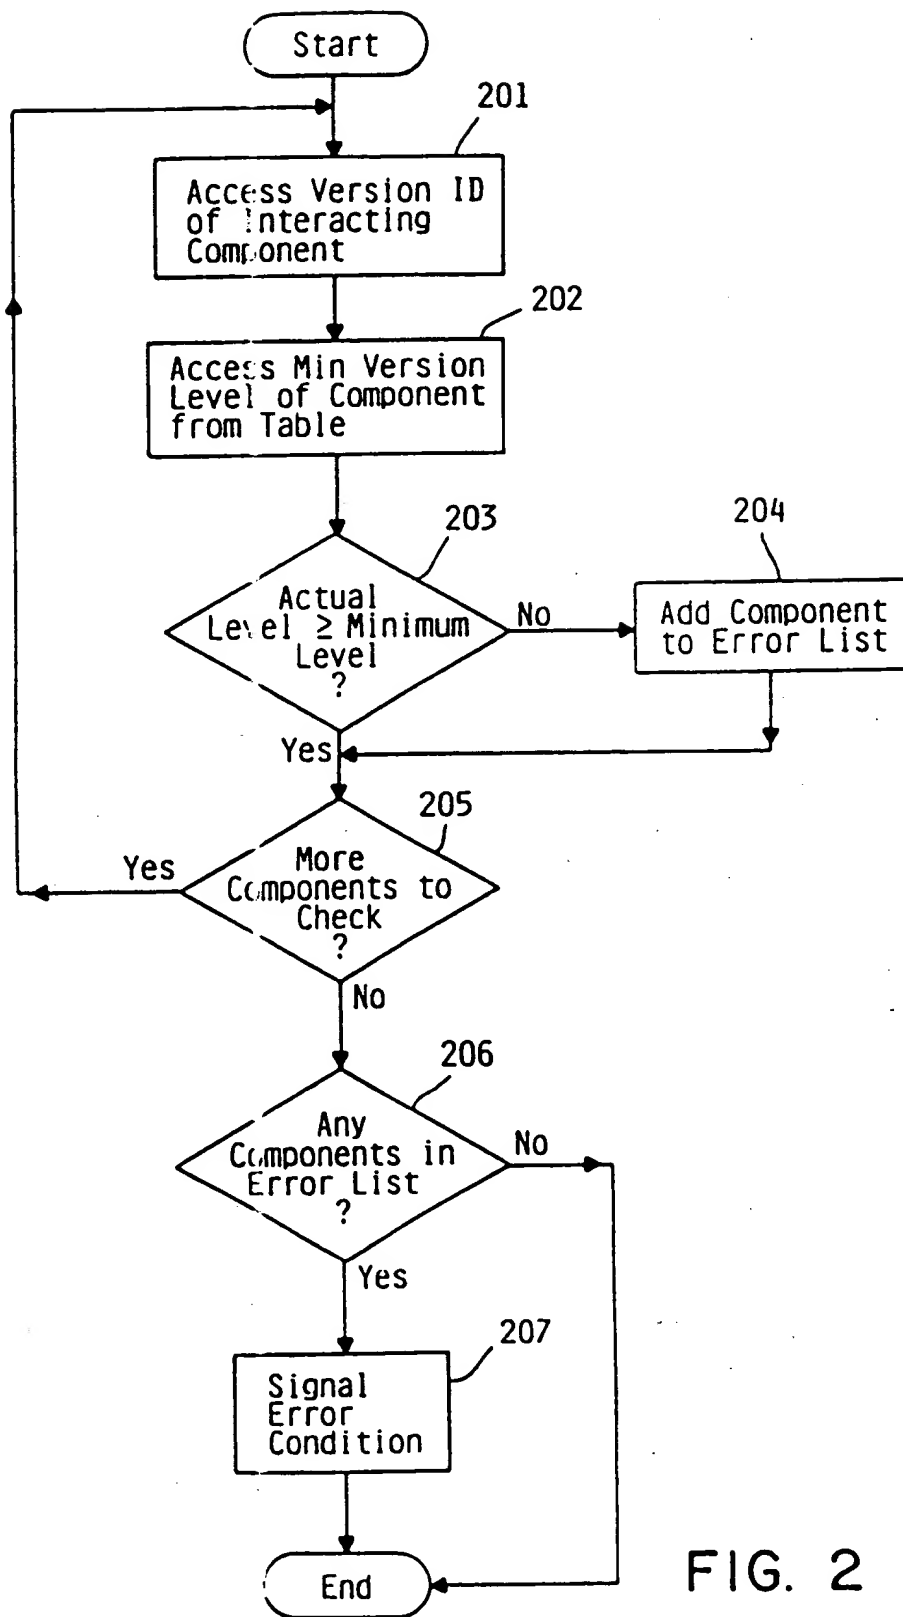 Start
201
Access Version ID
of Interacting
Component
202
Access Min Version
Level of Component
from Table
203
204
Actual
Level ≥ Minimum
Level
?
No
Add Component
to Error List
Yes
205
Yes
More
Components to
Check
?
No
206
Any
Components in
Error List
?
No
Yes
207
Signal
Error
Condition
End
FIG. 2